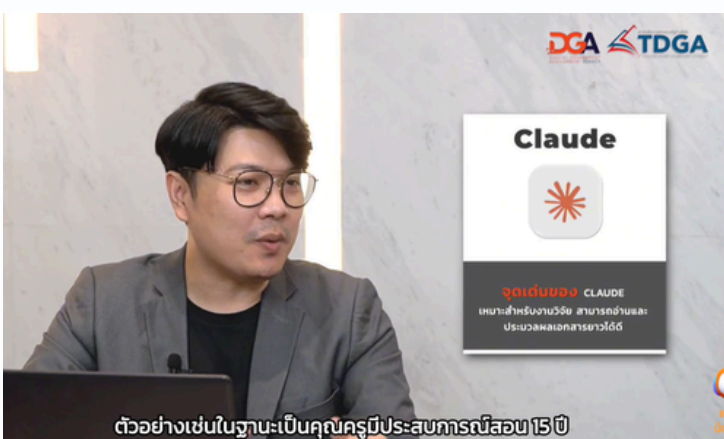 DGA
TDGA
Claude
จุดเด่นของ CLAUDE
เหมาะสำหรับงานวิจัย สามารถอ่านและ
ประมวลผลเอกสารยาวได้ดี
ตัวอย่างเช่นในฐานะเป็นคุณครูมีประสบการณ์สอน 15 ปี